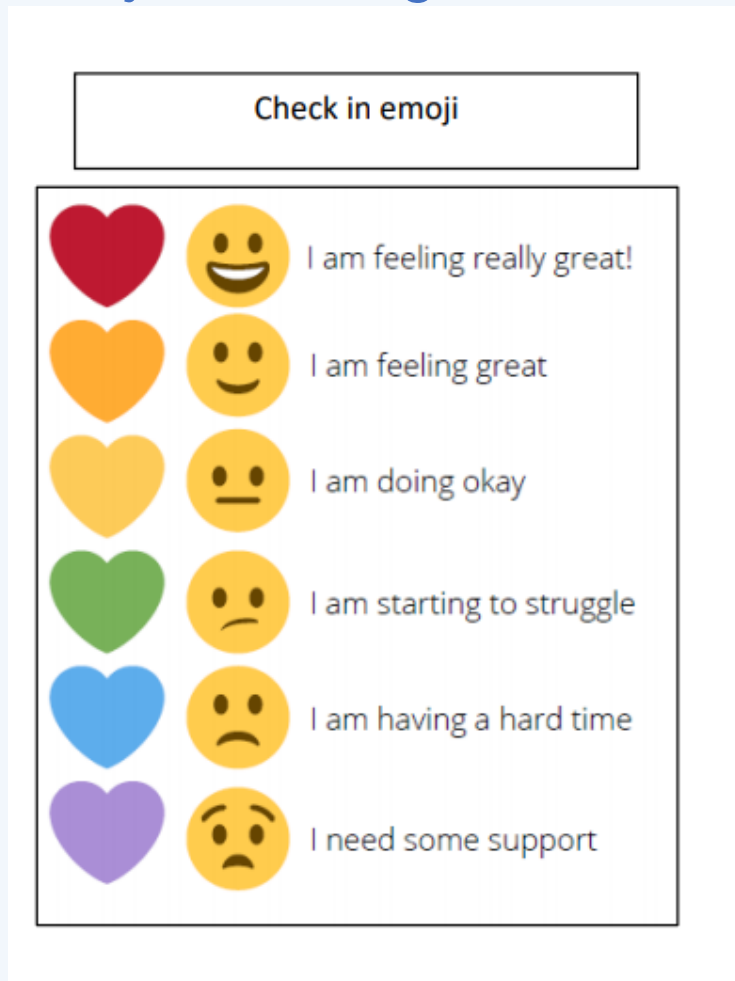 Check in emoji
I am feeling really great!
I am feeling great
I am doing okay
I am starting to struggle
I am having a hard time
I need some support